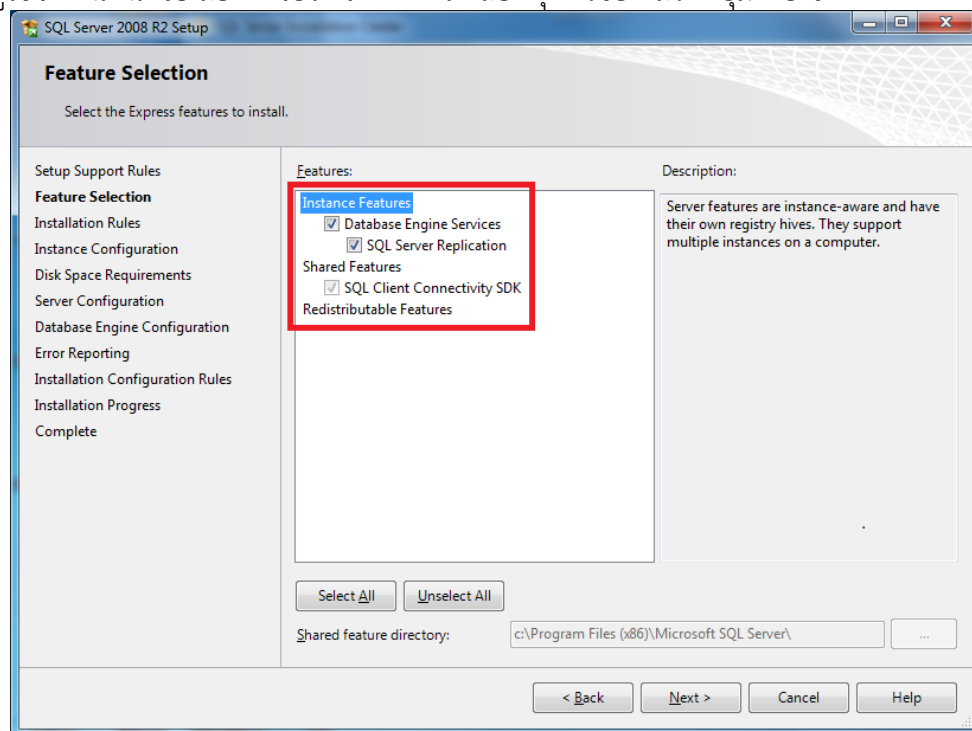 SQL Server 2008 R2 Setup
Feature Selection
Select the Express features to install.
Setup Support Rules
Feature Selection
Installation Rules
Instance Configuration
Disk Space Requirements
Server Configuration
Database Engine Configuration
Error Reporting
Installation Configuration Rules
Installation Progress
Complete
Features:
Instance Features
Database Engine Services
SQL Server Replication
Shared Features
SQL Client Connectivity SDK
Redistributable Features
Description:
Server features are instance-aware and have
their own registry hives. They support
multiple instances on a computer.
Select All
Unselect All
Shared feature directory:
c:\Program Files (x86)\Microsoft SQL Server\
...
< Back
Next >
Cancel
Help